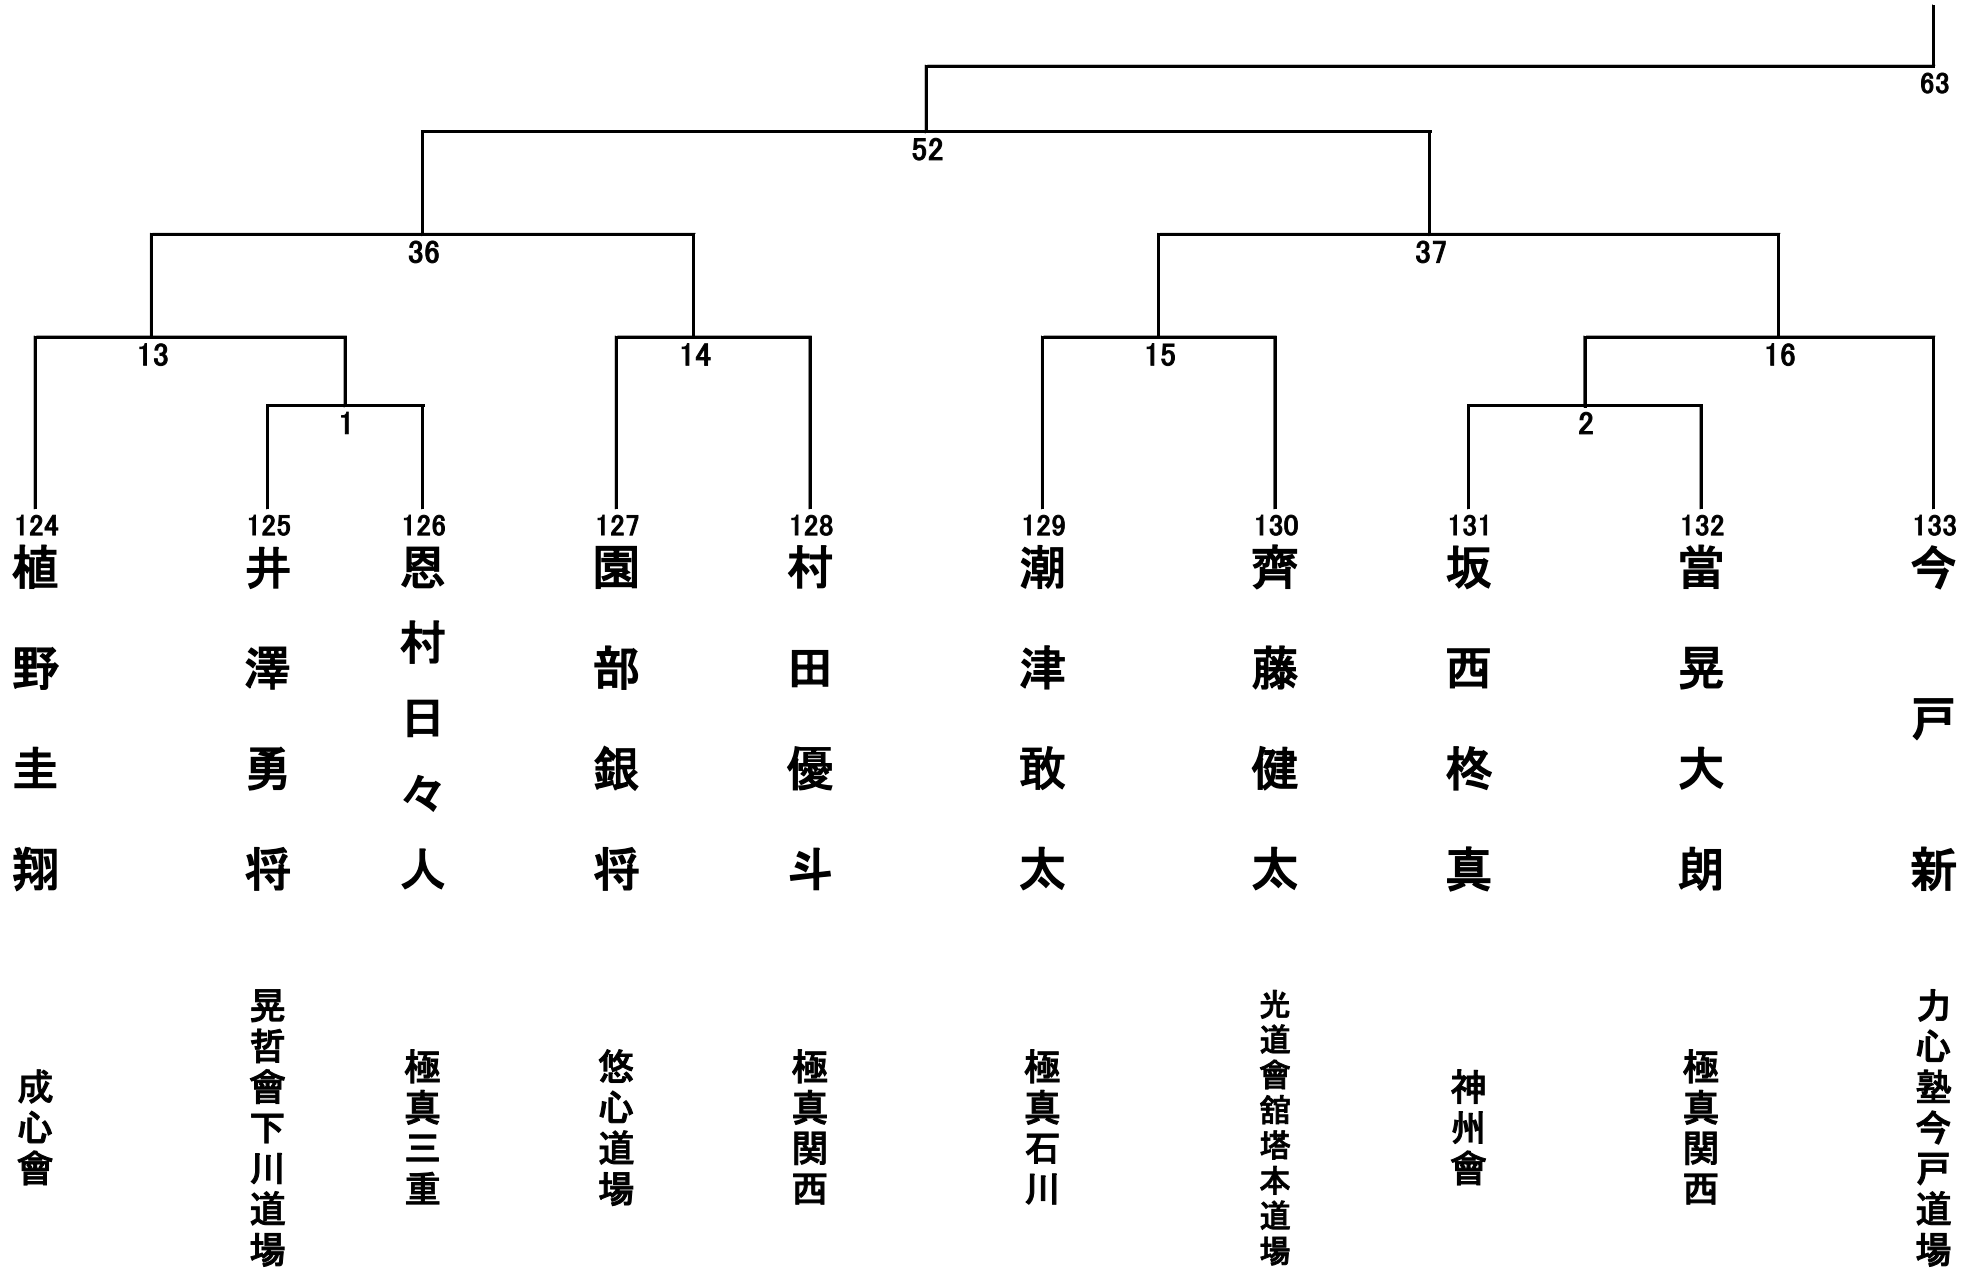 63
52
36
37
13
14
15
16
1
2
124
125
126
127
128
129
130
131
132
133
植野圭翔
井澤勇将
恩村日々人
園部銀将
村田優斗
潮津敢太
齊藤健太
坂西柊真
當晃大朗
今戸新
成心會
晃哲會下川道場
極真三重
悠心道場
極真関西
極真石川
光道會舘塔本道場
神州會
極真関西
力心塾今戸道場